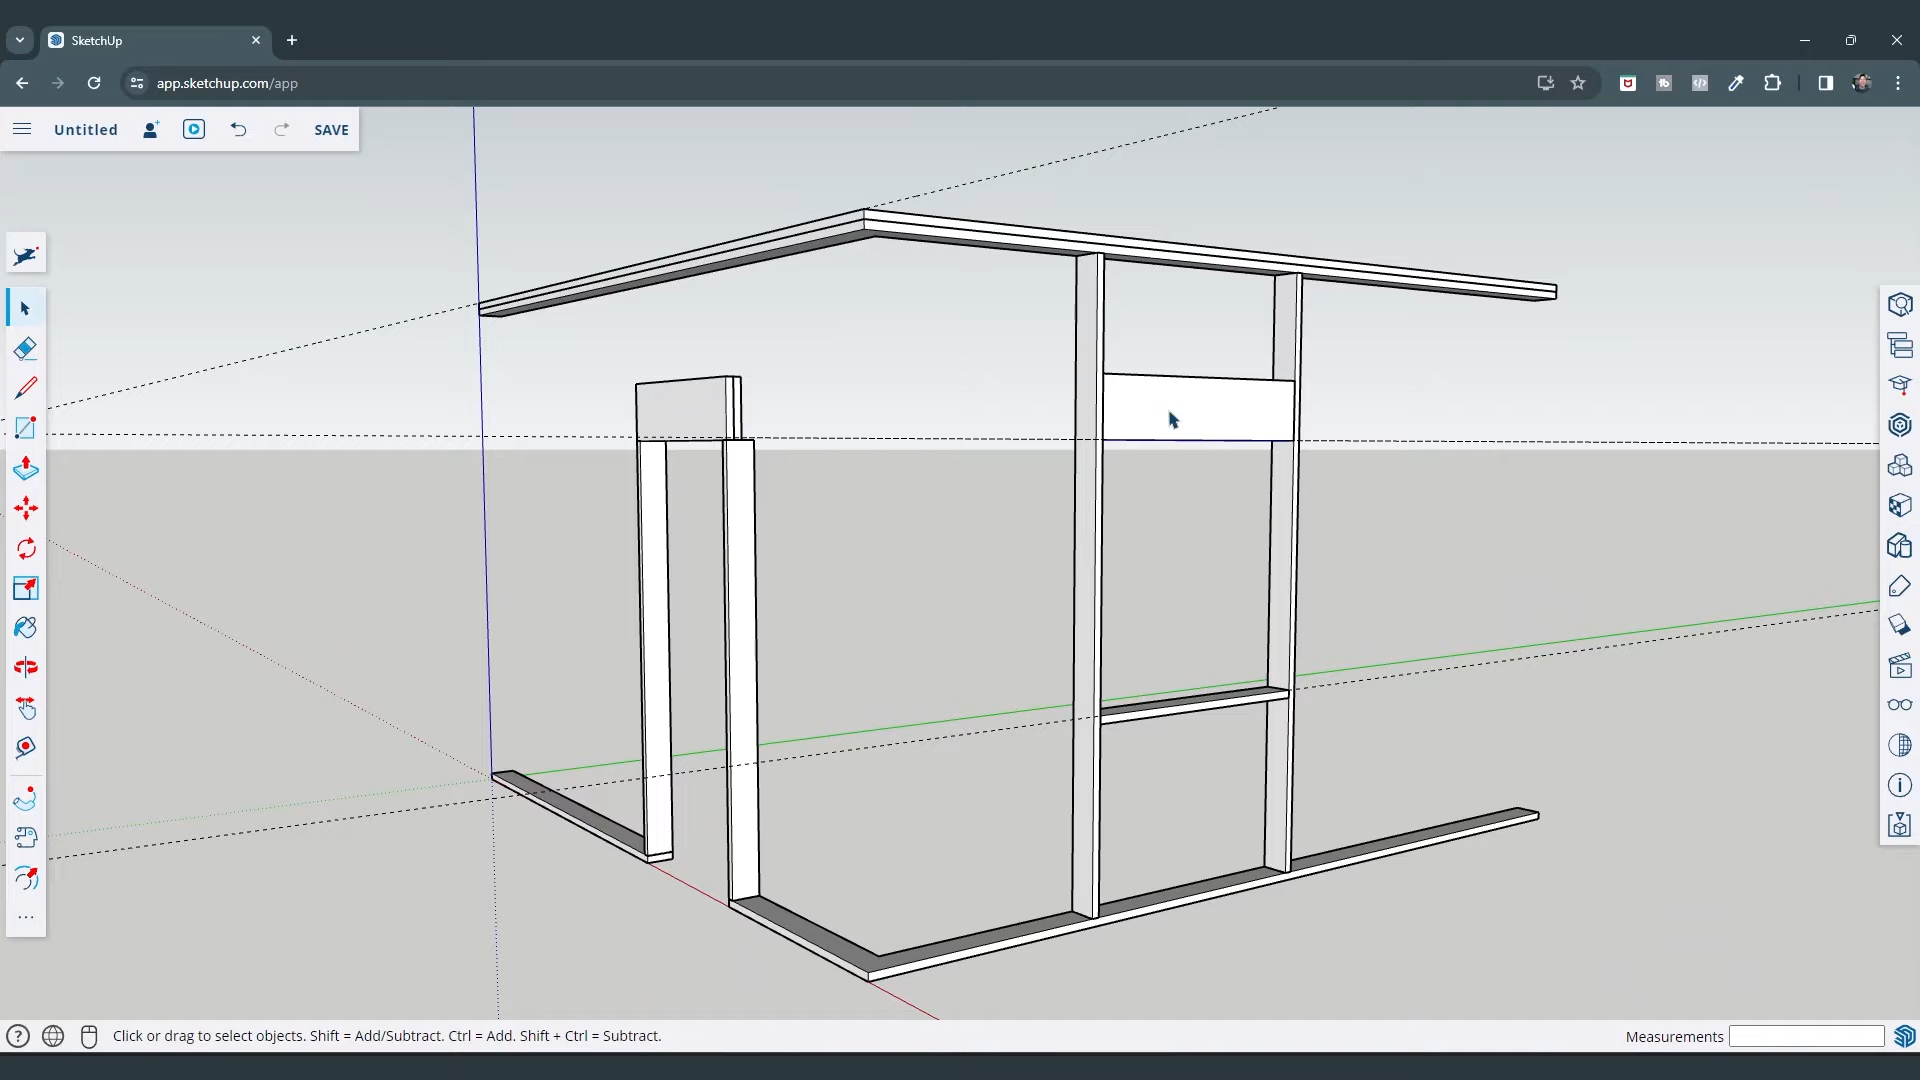 SketchUp
app.sketchup.com/app
Untitled
SAVE
Click or drag to select objects. Shift = Add/Subtract. Ctrl = Add. Shift + Ctrl = Subtract.
Measurements